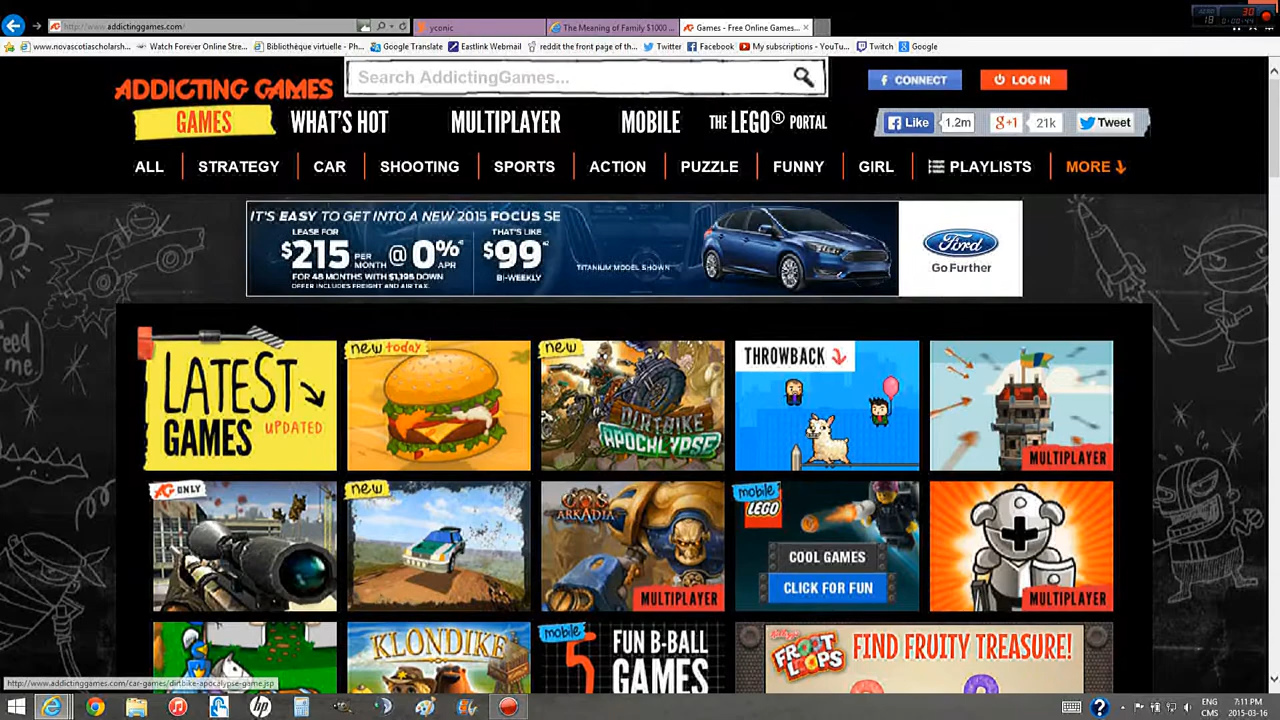 http://www.addictinggames.com/
yconic
The Meaning of Family $1000 ...
Games - Free Online Games...
www.novascotiascholarsh...
Watch Forever Online Stre...
Bibliothèque virtuelle - Ph...
Google Translate
Eastlink Webmail
reddit the front page of th...
Twitter
Facebook
My subscriptions - YouTu...
Twitch
Google
ADDICTING GAMES
Search AddictingGames...
f CONNECT
LOG IN
GAMES
WHAT'S HOT
MULTIPLAYER
MOBILE
THE LEGO® PORTAL
Like
1.2m
g+1
21k
Tweet
ALL
STRATEGY
CAR
SHOOTING
SPORTS
ACTION
PUZZLE
FUNNY
GIRL
PLAYLISTS
MORE
IT'S EASY TO GET INTO A NEW 2015 FOCUS SE
LEASE FOR
$215 PER MONTH @ 0% APR
FOR 48 MONTHS WITH $1,195 DOWN
OFFER INCLUDES FREIGHT AND AIR TAX.
THAT'S LIKE
$99
BI-WEEKLY
TITANIUM MODEL SHOWN
Ford
Go Further
LATEST
GAMES UPDATED
new today
new
DIRTBIKE
APOCALYPSE
THROWBACK
MULTIPLAYER
AG ONLY
new
COS
ARKADIA
MULTIPLAYER
mobile
LEGO
COOL GAMES
CLICK FOR FUN
MULTIPLAYER
KLONDIKE
mobile
5 FUN B-BALL
GAMES
Kellogg's
FROOT
LOOPS
FIND FRUITY TREASURE!
http://www.addictinggames.com/car-games/dirtbike-apocalypse-game.jsp
ENG
CMS
7:11 PM
2015-03-16